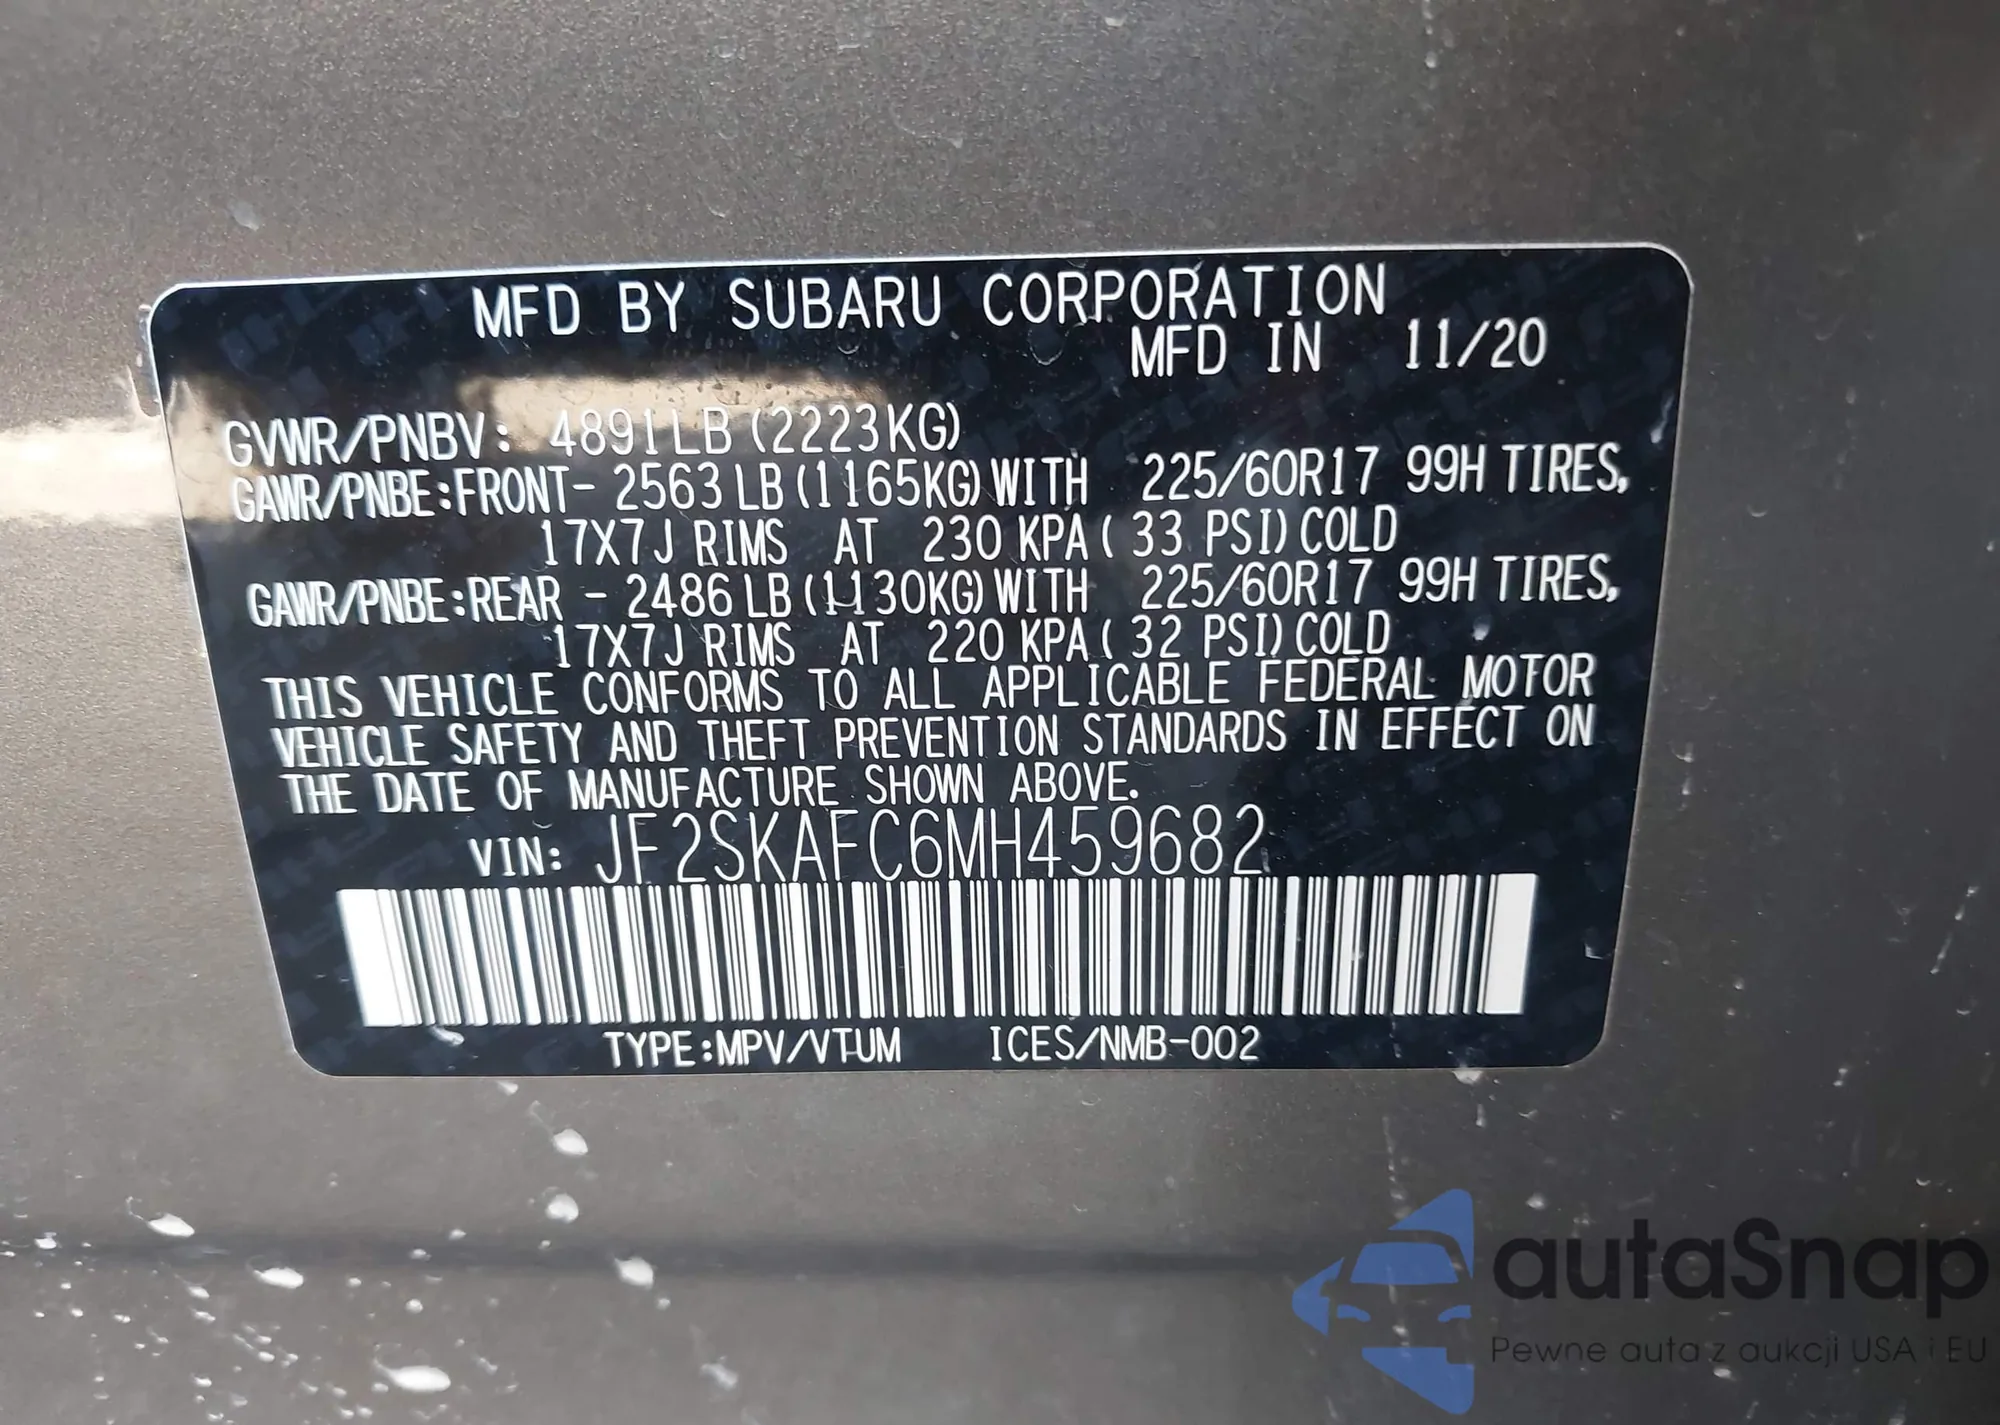 MFD BY SUBARU CORPORATION
MFD IN 11/20
GVWR/PNBV: 4891LB (2223KG)
GAWR/PNBE:FRONT- 2563 LB (1165KG) WITH 225/60R17 99H TIRES,
17X7J RIMS AT 230 KPA ( 33 PSI) COLD
GAWR/PNBE:REAR - 2486 LB (1130KG) WITH 225/60R17 99H TIRES,
17X7J RIMS AT 220 KPA ( 32 PSI) COLD
THIS VEHICLE CONFORMS TO ALL APPLICABLE FEDERAL MOTOR
VEHICLE SAFETY AND THEFT PREVENTION STANDARDS IN EFFECT ON
THE DATE OF MANUFACTURE SHOWN ABOVE.
VIN: JF2SKAFC6MH459682
TYPE:MPV/VTUM ICES/NMB-002
autaSnap
Pewne auta z aukcji USA i EU